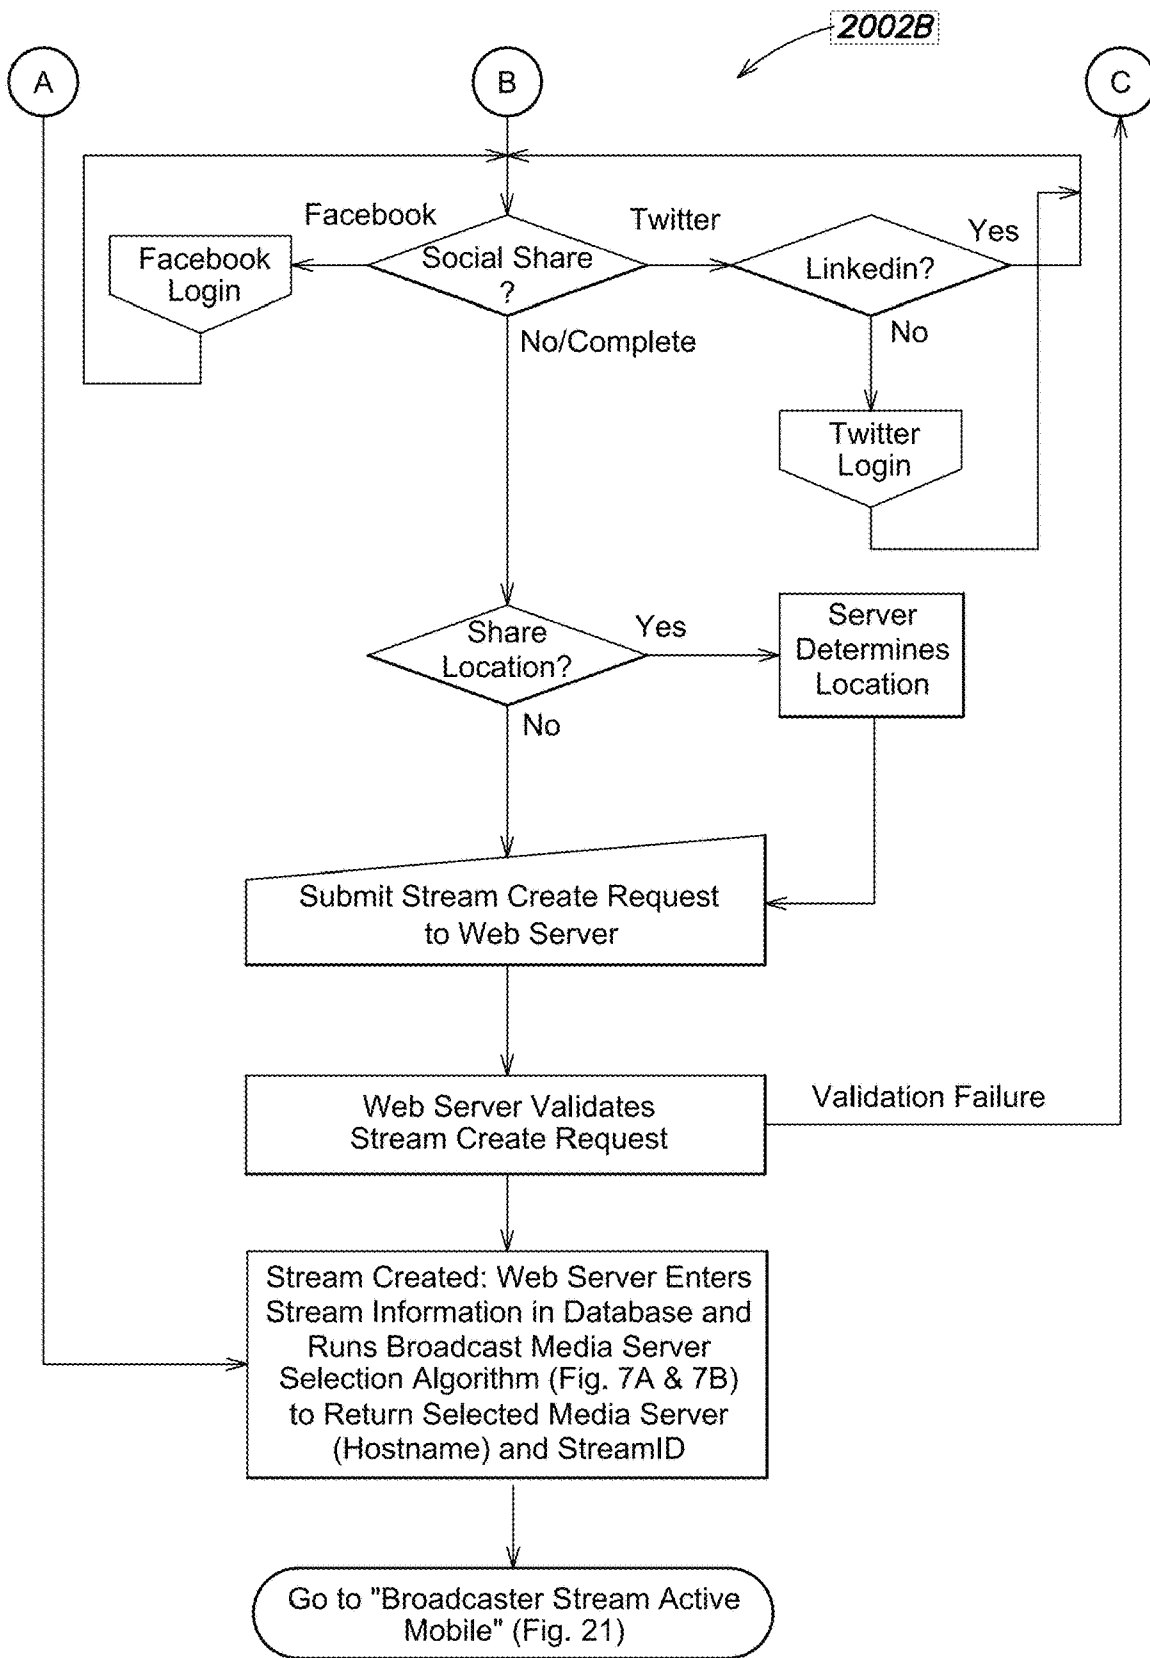 2002B
A
B
C
Facebook
Twitter
Yes
Facebook
Login
Social Share
?
Linkedin?
No/Complete
No
Twitter
Login
Share
Location?
Yes
Server
Determines
Location
No
Submit Stream Create Request
to Web Server
Web Server Validates
Stream Create Request
Validation Failure
Stream Created: Web Server Enters
Stream Information in Database and
Runs Broadcast Media Server
Selection Algorithm (Fig. 7A & 7B)
to Return Selected Media Server
(Hostname) and StreamID
Go to "Broadcaster Stream Active
Mobile" (Fig. 21)